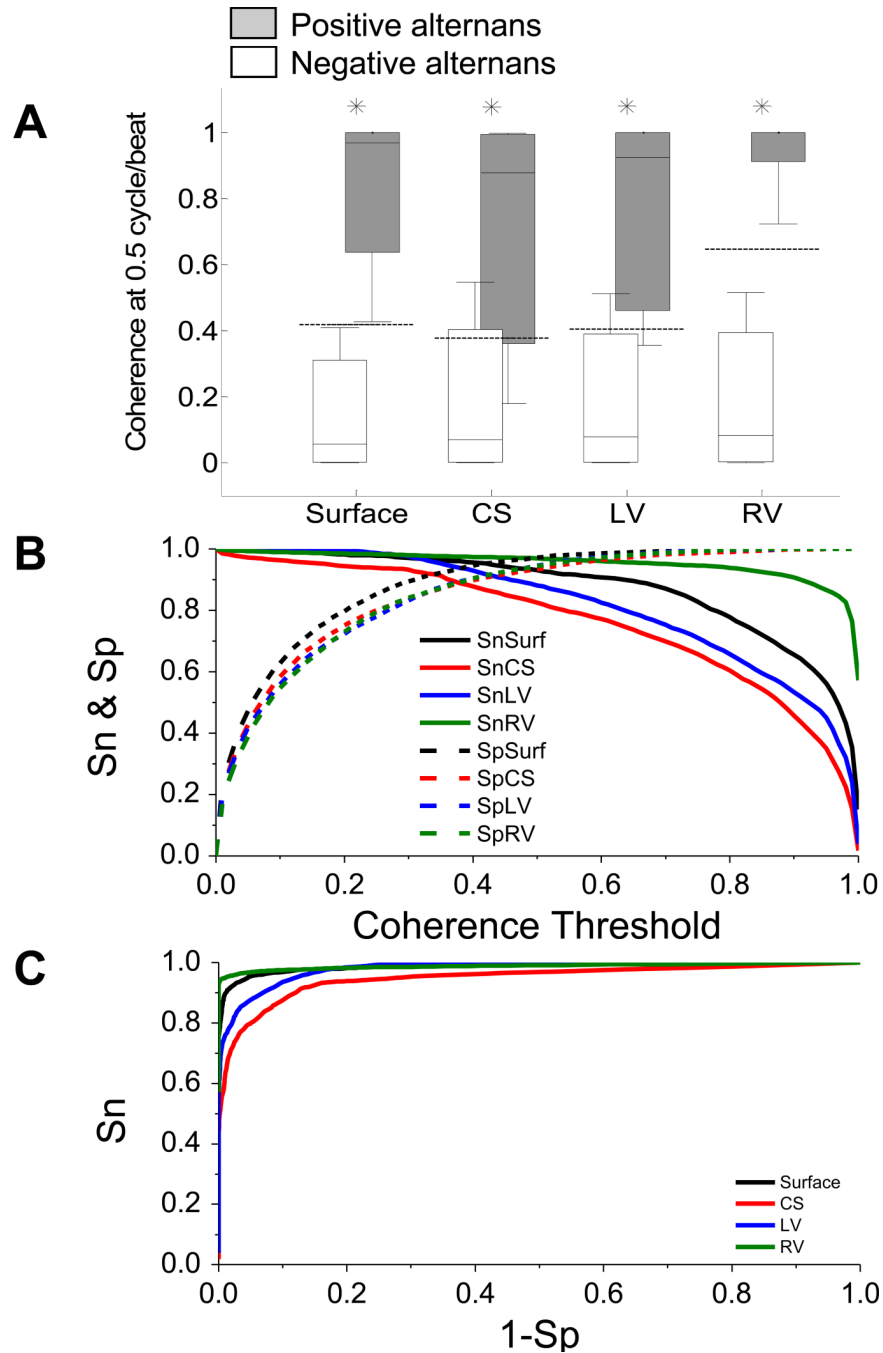 Positive alternans
Negative alternans
A
Coherence at 0.5 cycle/beat
1
0.8
0.6
0.4
0.2
0
* * * *
Surface CS LV RV
B
Sn & Sp
1.0
0.8
0.6
0.4
0.2
0.0
SnSurf
SnCS
SnLV
SnRV
SpSurf
SpCS
SpLV
SpRV
0.0 0.2 0.4 0.6 0.8 1.0
Coherence Threshold
C
Sn
1.0
0.8
0.6
0.4
0.2
0.0
Surface
CS
LV
RV
0.0 0.2 0.4 0.6 0.8 1.0
1-Sp